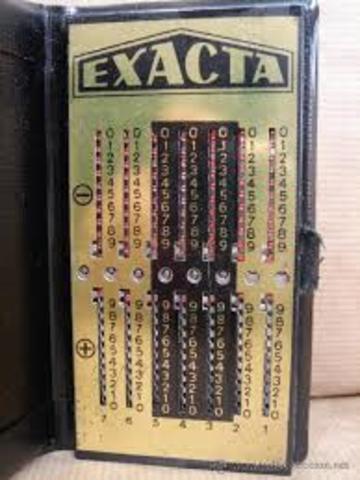 EXACTA
0 0 0 0 0 0 0
1 1 1 1 1 1 1
2 2 2 2 2 2 2
3 3 3 3 3 3 3
4 4 4 4 4 4 4
−
5 5 5 5 5 5 5
6 6 6 6 6 6 6
7 7 7 7 7 7 7
8 8 8 8 8 8 8
9 9 9 9 9 9 9
9 9 9 9 9 9 9
8 8 8 8 8 8 8
7 7 7 7 7 7 7
6 6 6 6 6 6 6
+
5 5 5 5 5 5 5
4 4 4 4 4 4 4
3 3 3 3 3 3 3
2 2 2 2 2 2 2
1 1 1 1 1 1 1
0 0 0 0 0 0 0
7 6 5 4 3 2 1